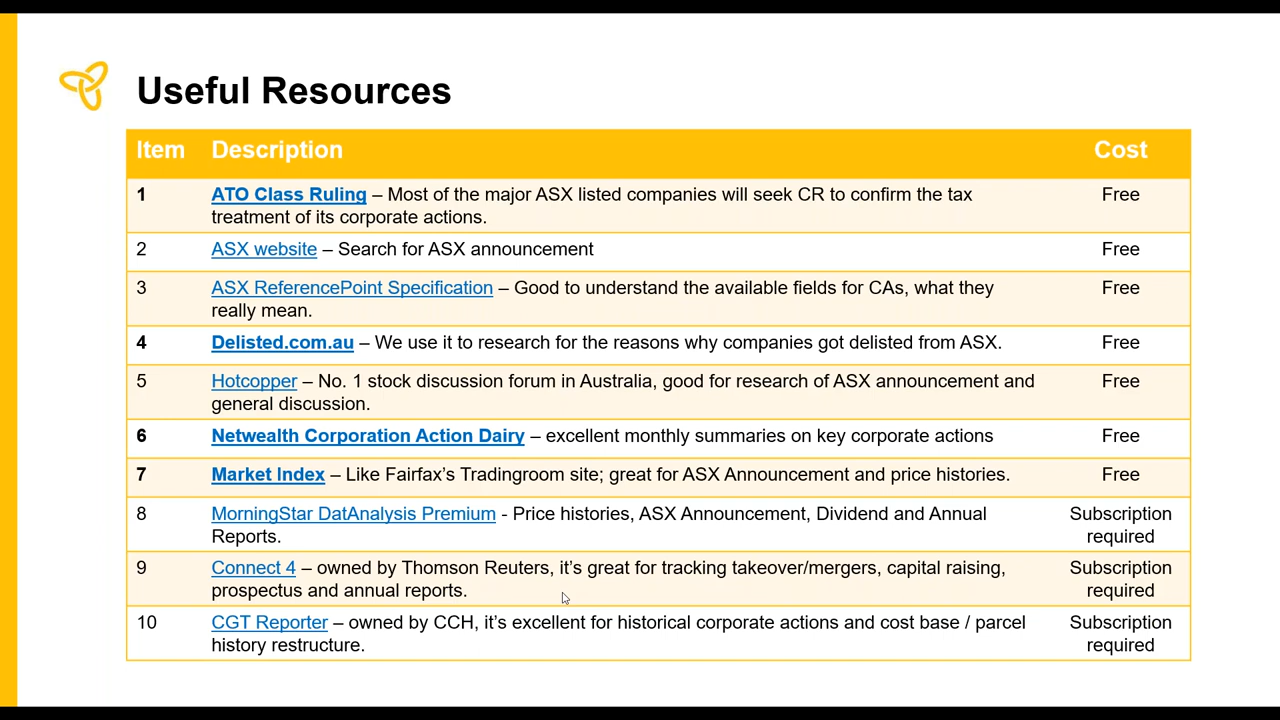 Useful Resources
Item Description Cost
1 ATO Class Ruling – Most of the major ASX listed companies will seek CR to confirm the tax Free
treatment of its corporate actions.
2 ASX website – Search for ASX announcement Free
3 ASX ReferencePoint Specification – Good to understand the available fields for CAs, what they Free
really mean.
4 Delisted.com.au – We use it to research for the reasons why companies got delisted from ASX. Free
5 Hotcopper – No. 1 stock discussion forum in Australia, good for research of ASX announcement and Free
general discussion.
6 Netwealth Corporation Action Dairy – excellent monthly summaries on key corporate actions Free
7 Market Index – Like Fairfax’s Tradingroom site; great for ASX Announcement and price histories. Free
8 MorningStar DatAnalysis Premium - Price histories, ASX Announcement, Dividend and Annual Subscription
Reports. required
9 Connect 4 – owned by Thomson Reuters, it’s great for tracking takeover/mergers, capital raising, Subscription
prospectus and annual reports. required
10 CGT Reporter – owned by CCH, it’s excellent for historical corporate actions and cost base / parcel Subscription
history restructure. required